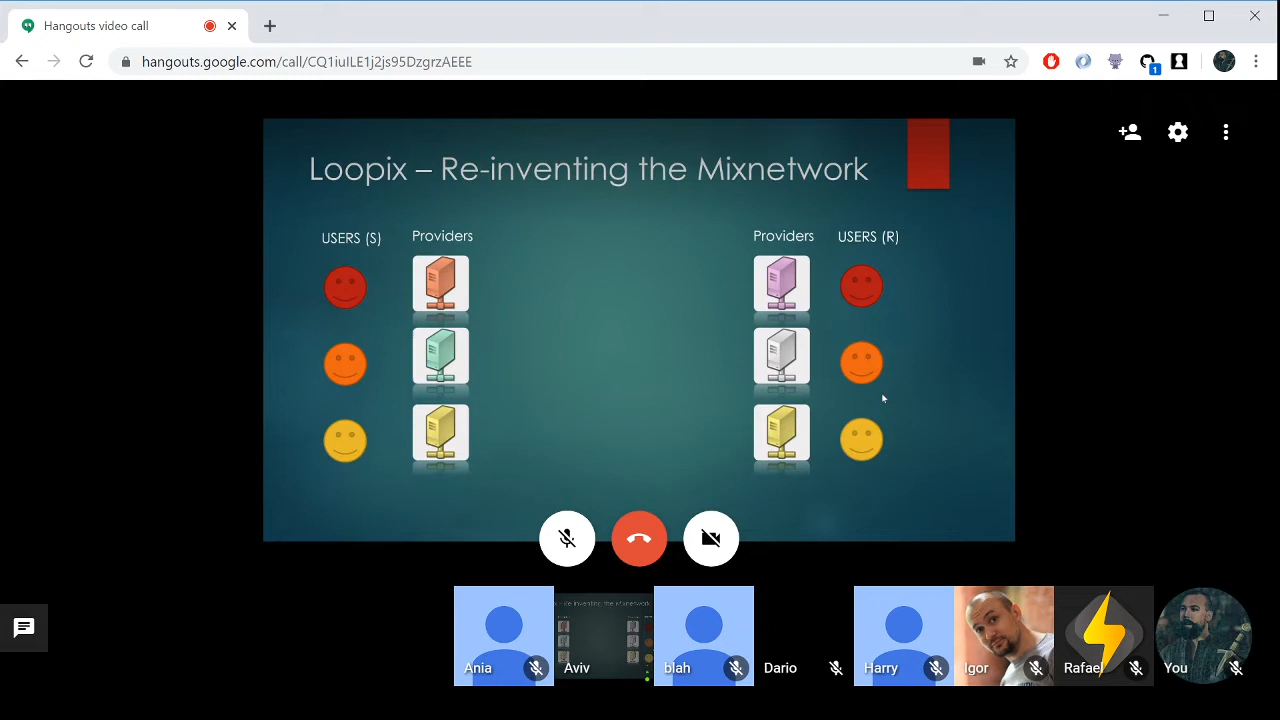 Hangouts video call
hangouts.google.com/call/CQ1iuILE1j2js95DzgrzAEEE
1
Loopix – Re-inventing the Mixnetwork
USERS (S)
Providers
Providers
USERS (R)
Ania
Aviv
blah
Dario
Harry
Igor
Rafael
You